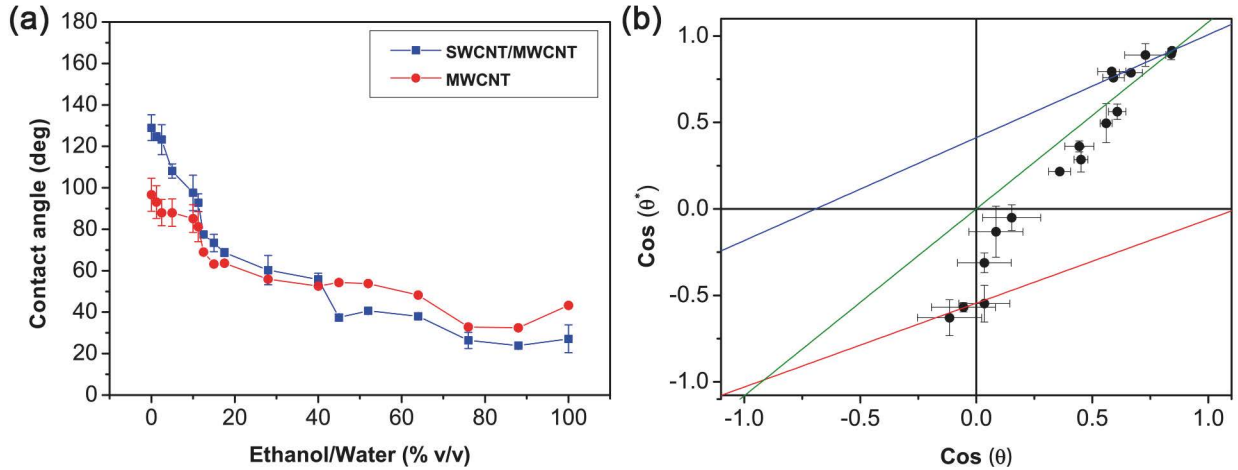 (a)
180
160
140
120
100
80
60
40
20
0
Contact angle (deg)
SWCNT/MWCNT
MWCNT
0 20 40 60 80 100
Ethanol/Water (% v/v)
(b)
1.0
0.5
0.0
-0.5
-1.0
Cos (θ*)
-1.0 -0.5 0.0 0.5 1.0
Cos (θ)